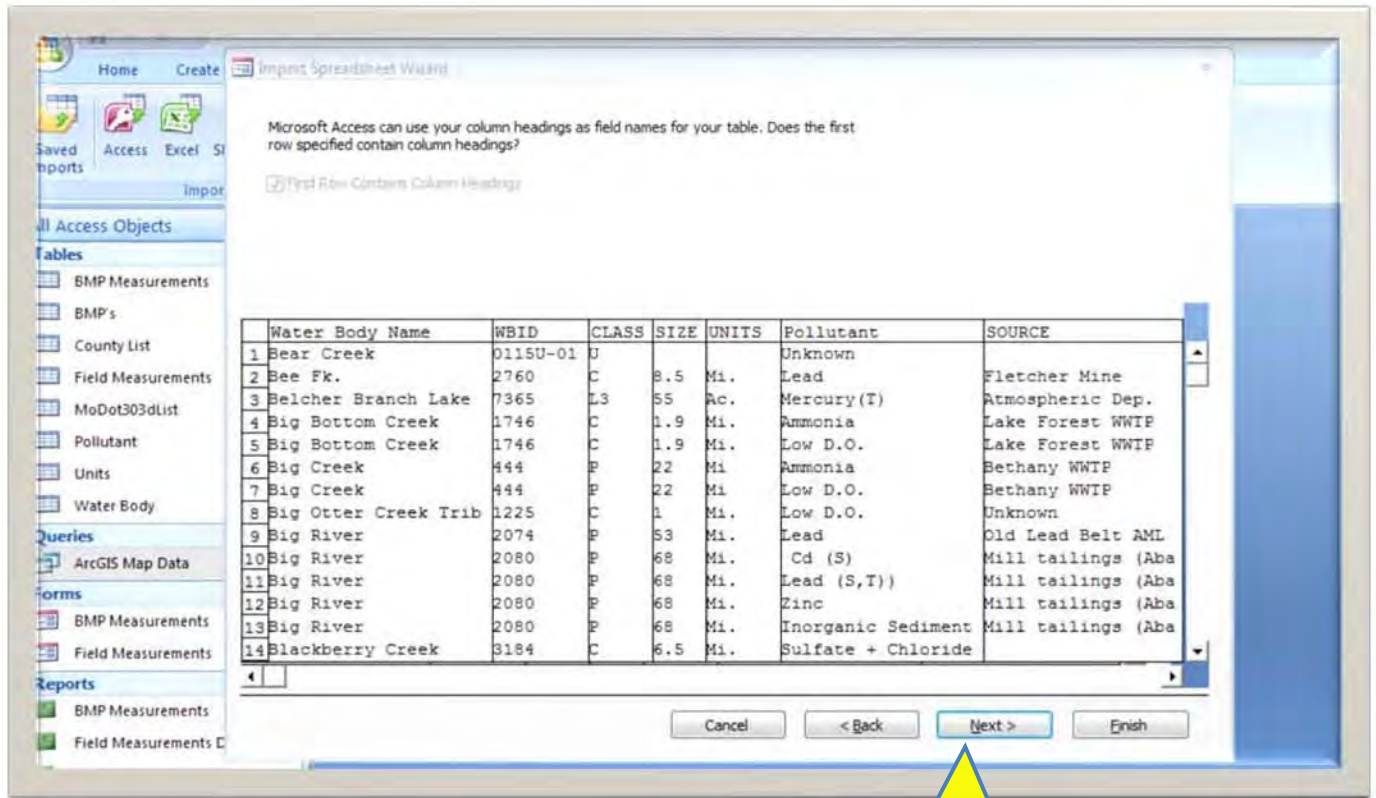 Home Create
Import Spreadsheet Wizard
Saved Access Excel
Microsoft Access can use your column headings as field names for your table. Does the first
row specified contain column headings?
First Row Contains Column Headings
All Access Objects
Tables
BMP Measurements
BMP's
County List
Field Measurements
MoDot303dList
Pollutant
Units
Water Body
Queries
ArcGIS Map Data
Forms
BMP Measurements
Field Measurements
Reports
BMP Measurements
Field Measurements
Water Body Name WBID CLASS SIZE UNITS Pollutant SOURCE
1 Bear Creek 0115U-01 U Unknown
2 Bee Fk. 2760 C 8.5 Mi. Lead Fletcher Mine
3 Belcher Branch Lake 7365 L3 55 Ac. Mercury(T) Atmospheric Dep.
4 Big Bottom Creek 1746 C 1.9 Mi. Ammonia Lake Forest WWTP
5 Big Bottom Creek 1746 C 1.9 Mi. Low D.O. Lake Forest WWTP
6 Big Creek 444 P 22 Mi Ammonia Bethany WWTP
7 Big Creek 444 P 22 Mi Low D.O. Bethany WWTP
8 Big Otter Creek Trib 1225 C 1 Mi. Low D.O. Unknown
9 Big River 2074 P 53 Mi. Lead Old Lead Belt AML
10 Big River 2080 P 68 Mi. Cd (S) Mill tailings (Aba
11 Big River 2080 P 68 Mi. Lead (S,T)) Mill tailings (Aba
12 Big River 2080 P 68 Mi. Zinc Mill tailings (Aba
13 Big River 2080 P 68 Mi. Inorganic Sediment Mill tailings (Aba
14 Blackberry Creek 3184 C 6.5 Mi. Sulfate + Chloride
Cancel < Back Next > Finish